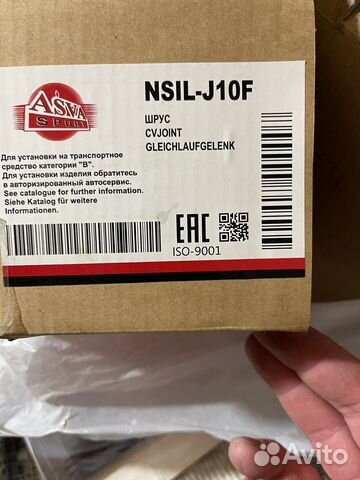 ASVA
SPORT
NSIL-J10F
ШРУС
CVJOINT
GLEICHLAUFGELENK
Для установки на транспортное
средство категории "В".
Для установки изделия обратитесь
в авторизированный автосервис.
See catalogue for further information.
Siehe Katalog für weitere
Informationen.
EAC
ISO-9001
Avito